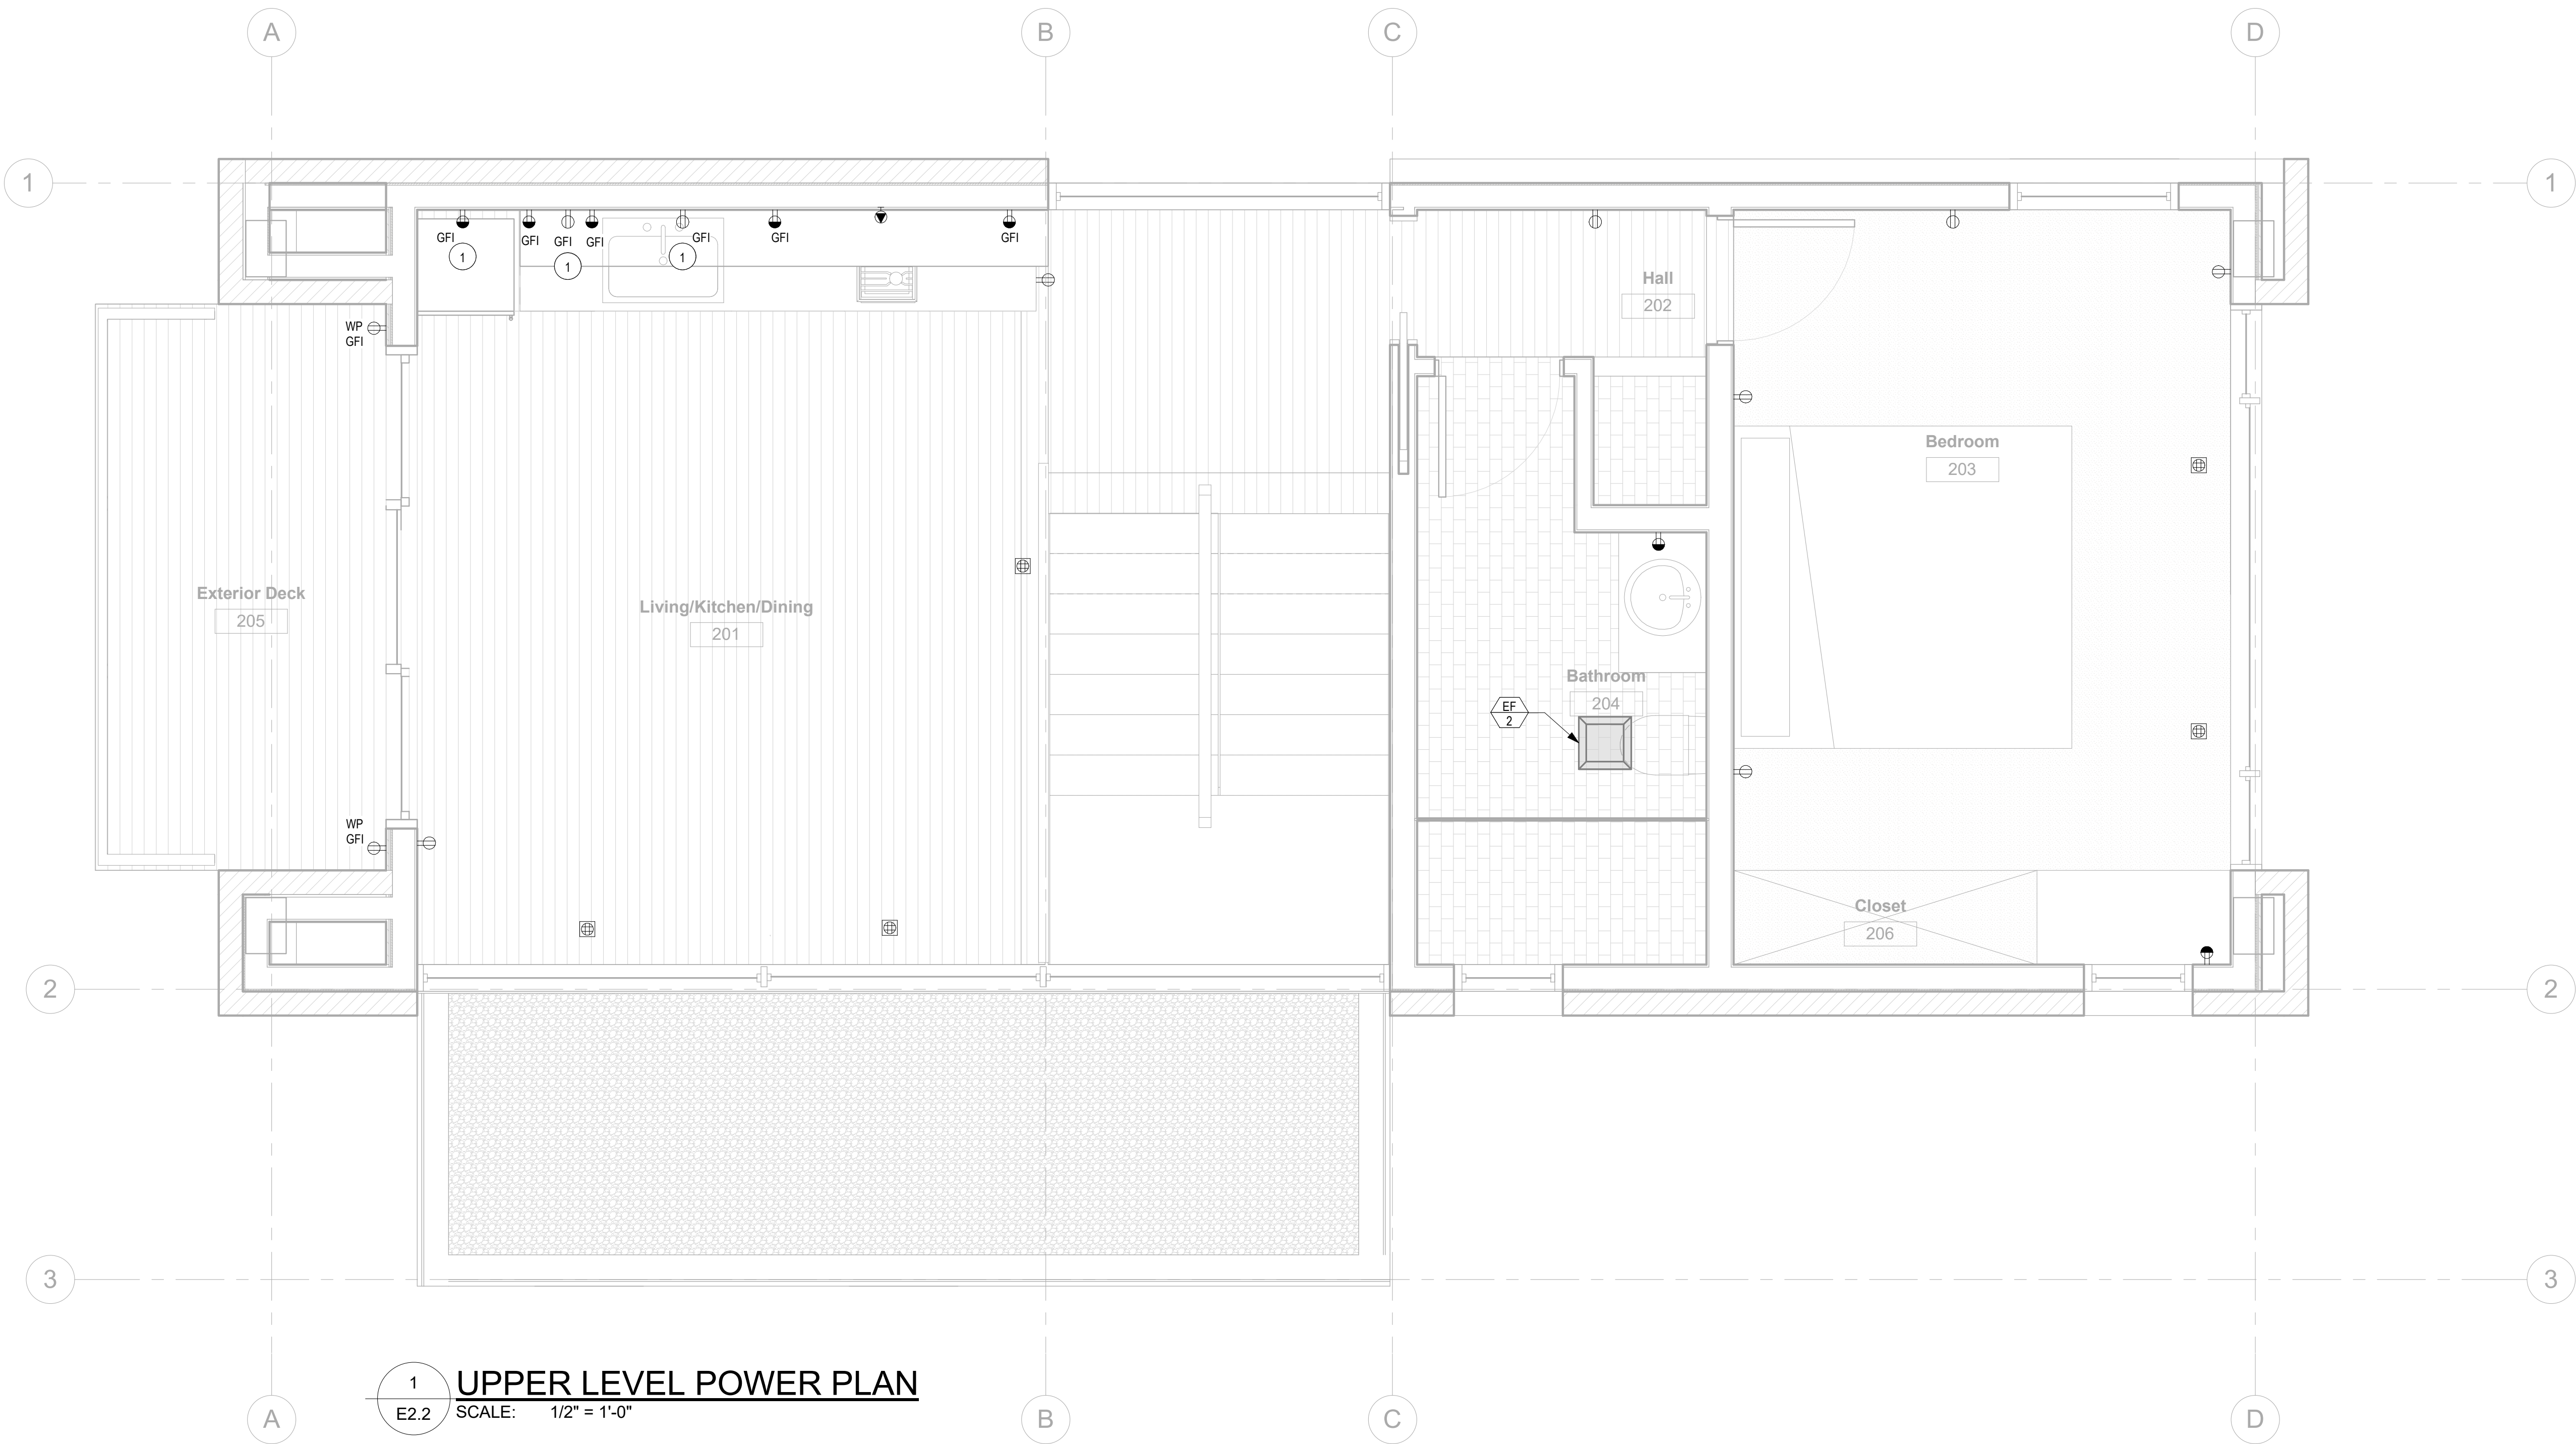 A B C D
1 1
GFI GFI GFI GFI GFI GFI GFI
1 1 1
Hall
202
WP
GFI
Bedroom
203
Exterior Deck
205
Living/Kitchen/Dining
201
Bathroom
204
EF
2
WP
GFI
Closet
206
2 2
3 3
1
E2.2
UPPER LEVEL POWER PLAN
SCALE: 1/2" = 1'-0"
A B C D